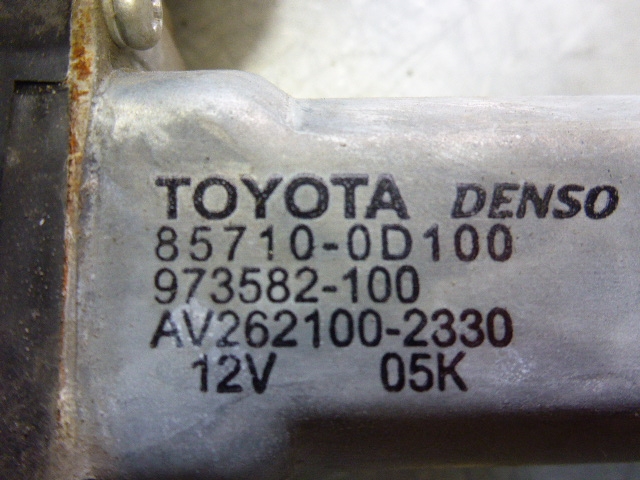 TOYOTA DENSO
85710-0D100
973582-100
AV262100-2330
12V 05K